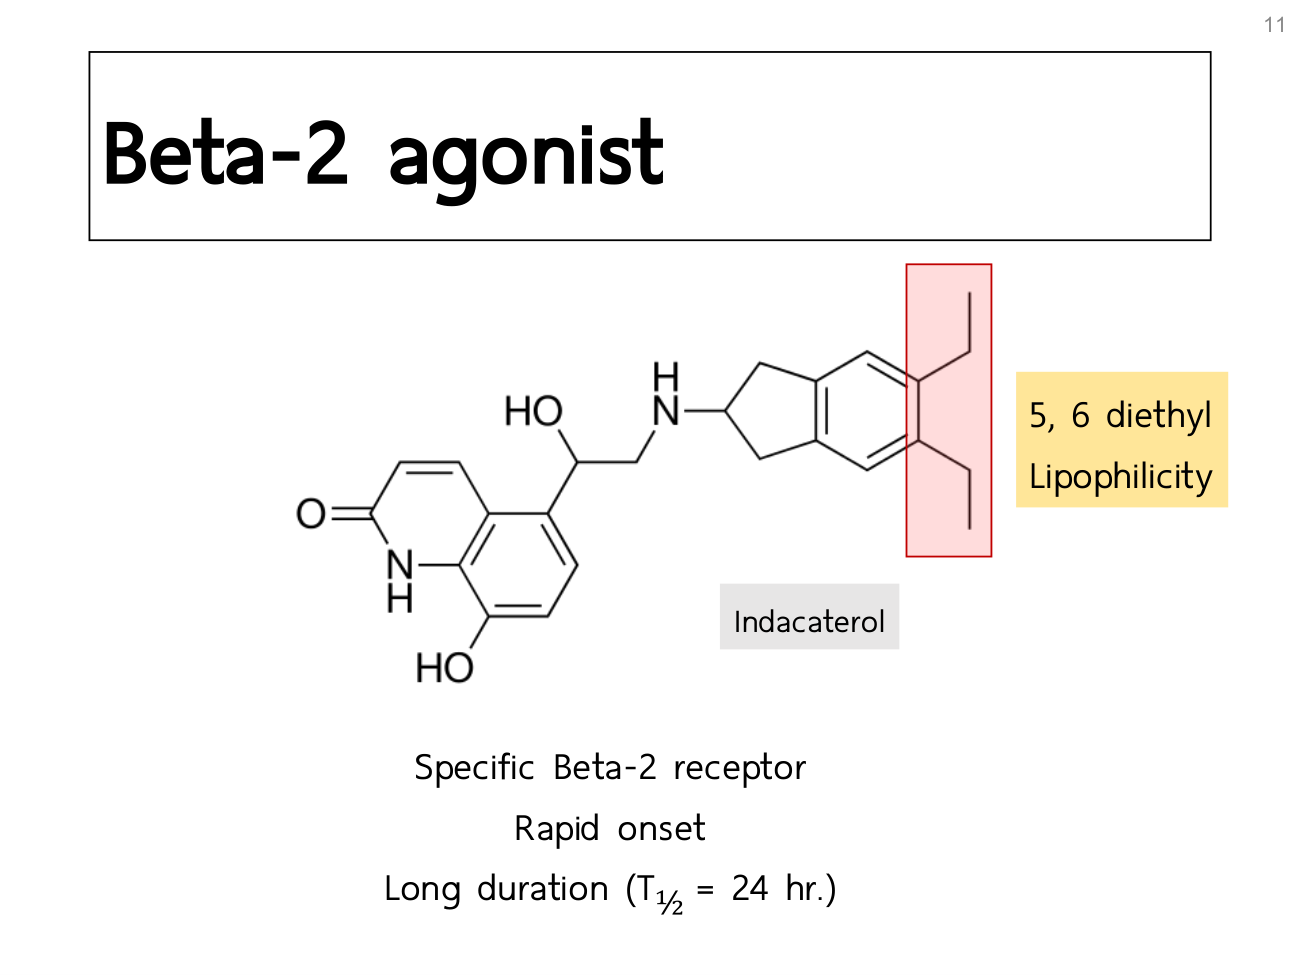 11
Beta-2 agonist
H
N
HO
O
N
H
HO
5, 6 diethyl
Lipophilicity
Indacaterol
Specific Beta-2 receptor
Rapid onset
Long duration (T½ = 24 hr.)